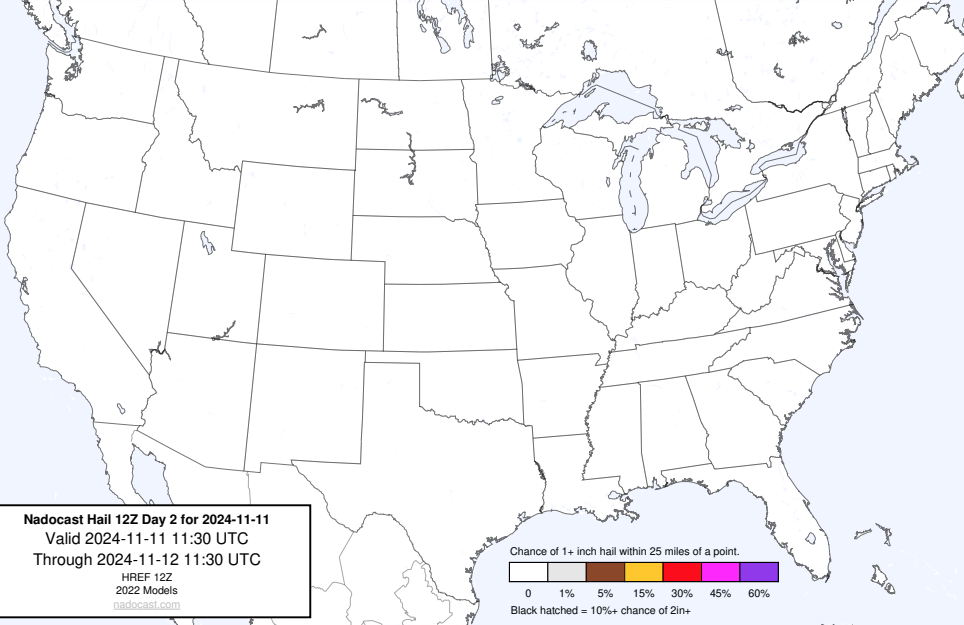 Nadocast Hail 12Z Day 2 for 2024-11-11
Valid 2024-11-11 11:30 UTC
Through 2024-11-12 11:30 UTC
HREF 12Z
2022 Models
nadocast.com
Chance of 1+ inch hail within 25 miles of a point.
0 1% 5% 15% 30% 45% 60%
Black hatched = 10%+ chance of 2in+